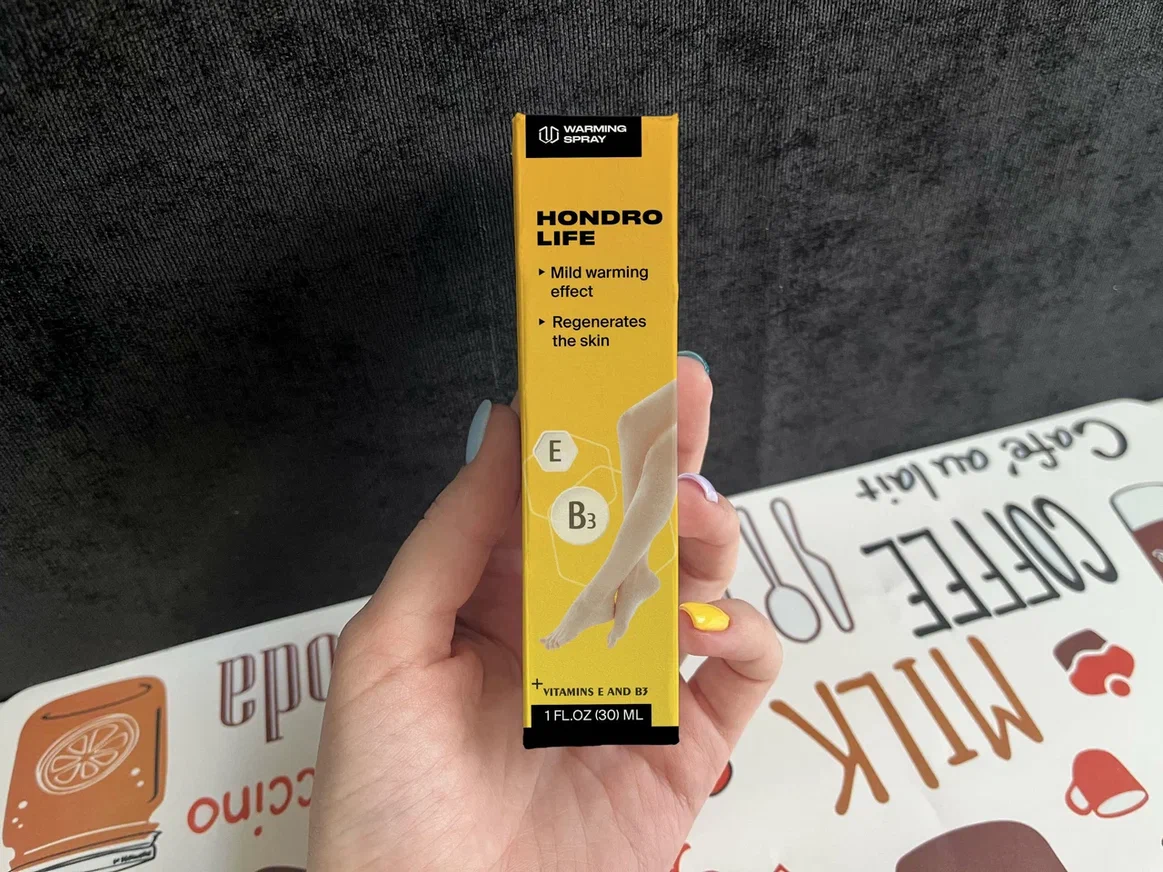 WARMING
SPRAY
HONDRO
LIFE
Mild warming
effect
Regenerates
the skin
E
B3
+VITAMINS E AND B3
1 FL.OZ (30) ML
Café au lait
COFFEE
MILK